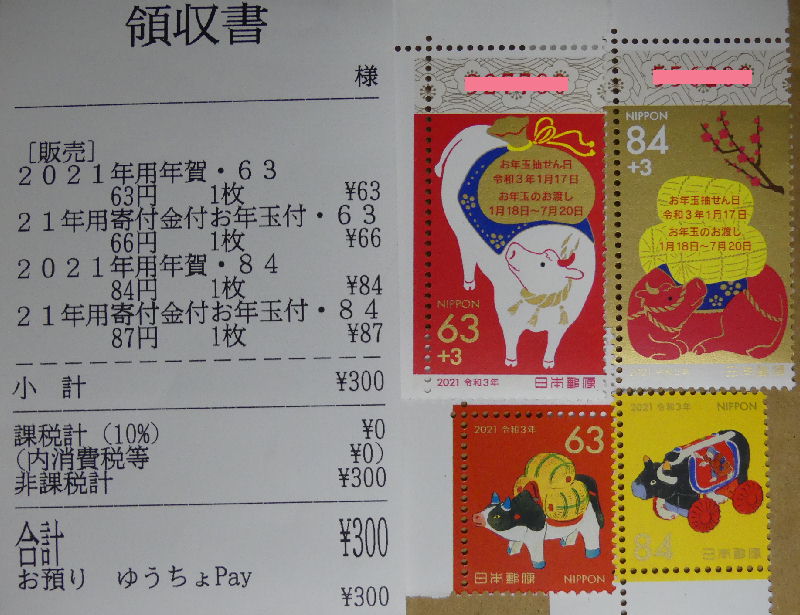 領収書
様
[販売]
2021年用年賀・63
63円 1枚 ¥63
21年用寄付金付お年玉付・63
66円 1枚 ¥66
2021年用年賀・84
84円 1枚 ¥84
21年用寄付金付お年玉付・84
87円 1枚 ¥87
小 計 ¥300
課税計(10%) ¥0
(内消費税等 ¥0)
非課税計 ¥300
合計 ¥300
お預り ゆうちょPay
¥300
お年玉抽せん日
令和3年1月17日
お年玉のお渡し
1月18日〜7月20日
NIPPON
63
+3
2021 令和3年 日本郵便
NIPPON
84
+3
お年玉抽せん日
令和3年1月17日
お年玉のお渡し
1月18日〜7月20日
2021 令和3年 日本郵便
2021 令和3年 63
日本郵便 NIPPON
2021 令和3年 NIPPON
84 日本郵便